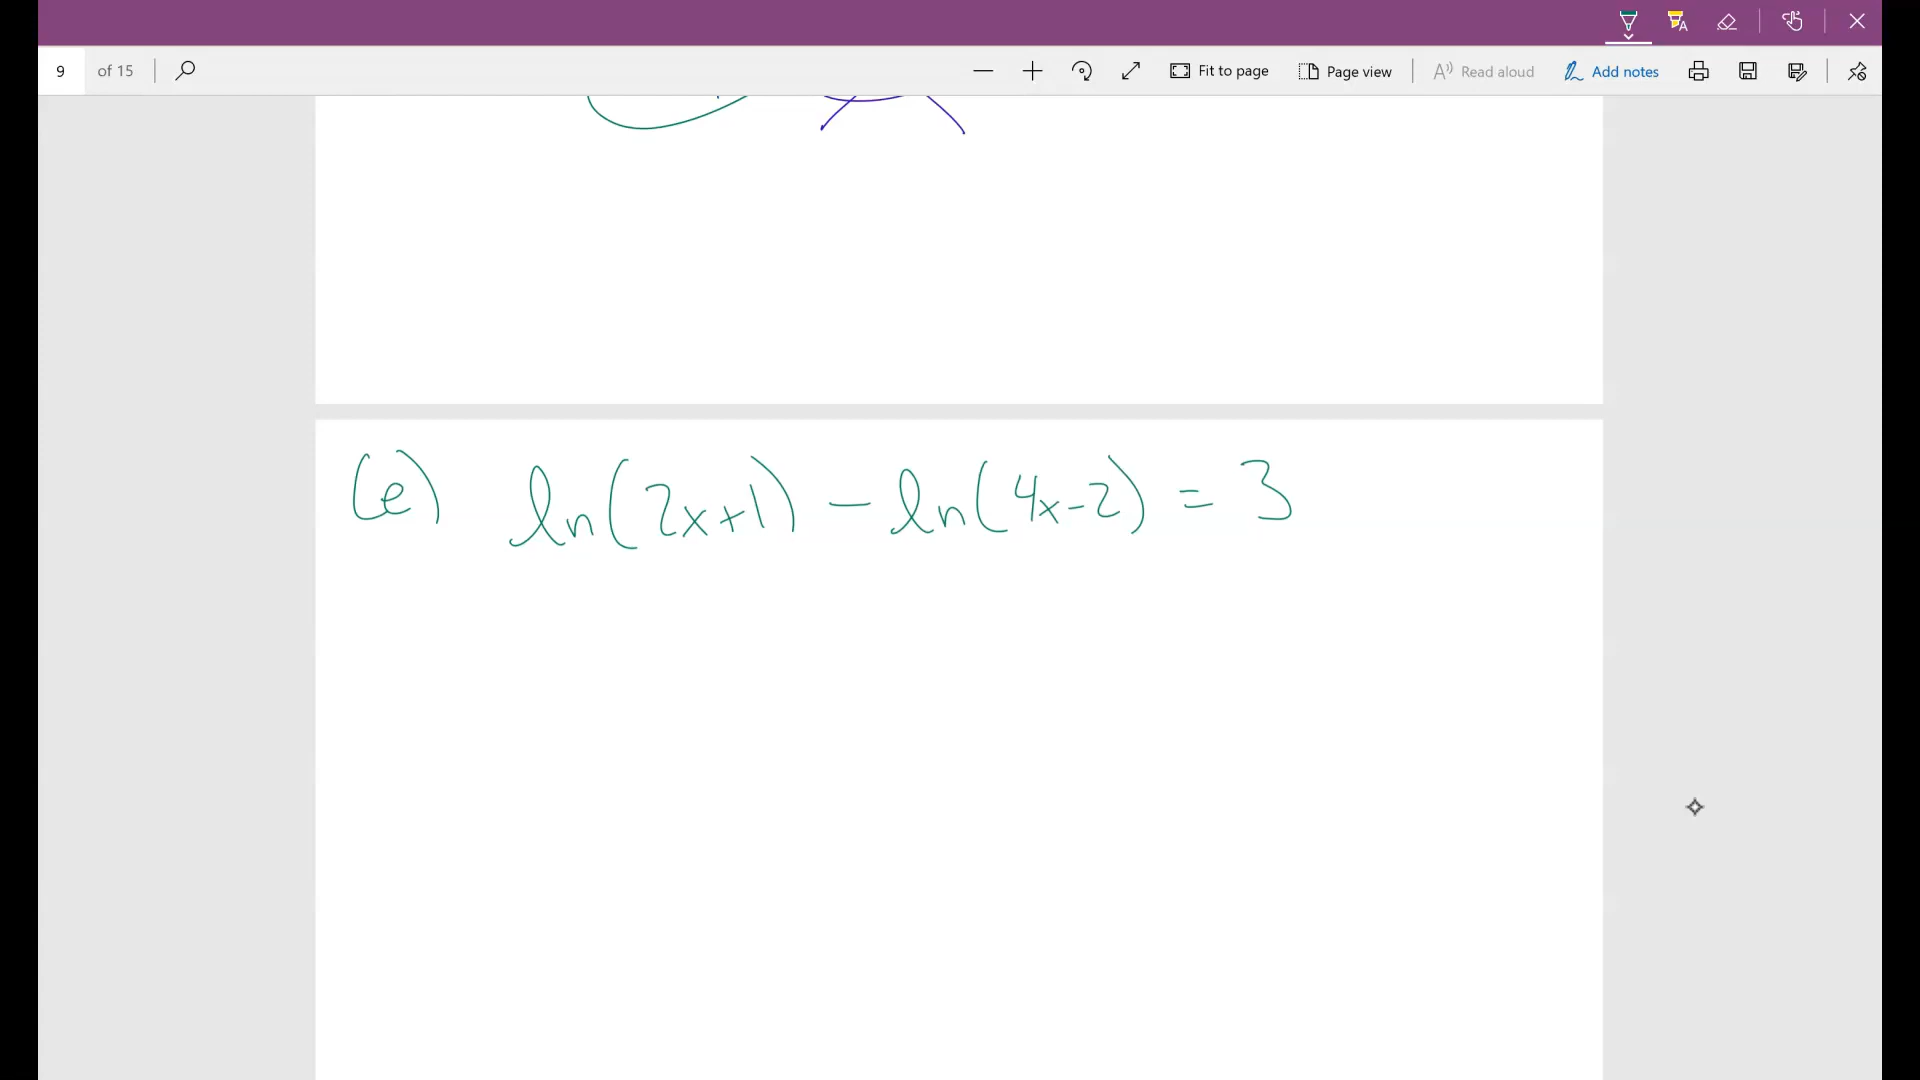 9 of 15 Fit to page Page view Read aloud Add notes
(e) ln(2x+1) - ln(4x-2) = 3